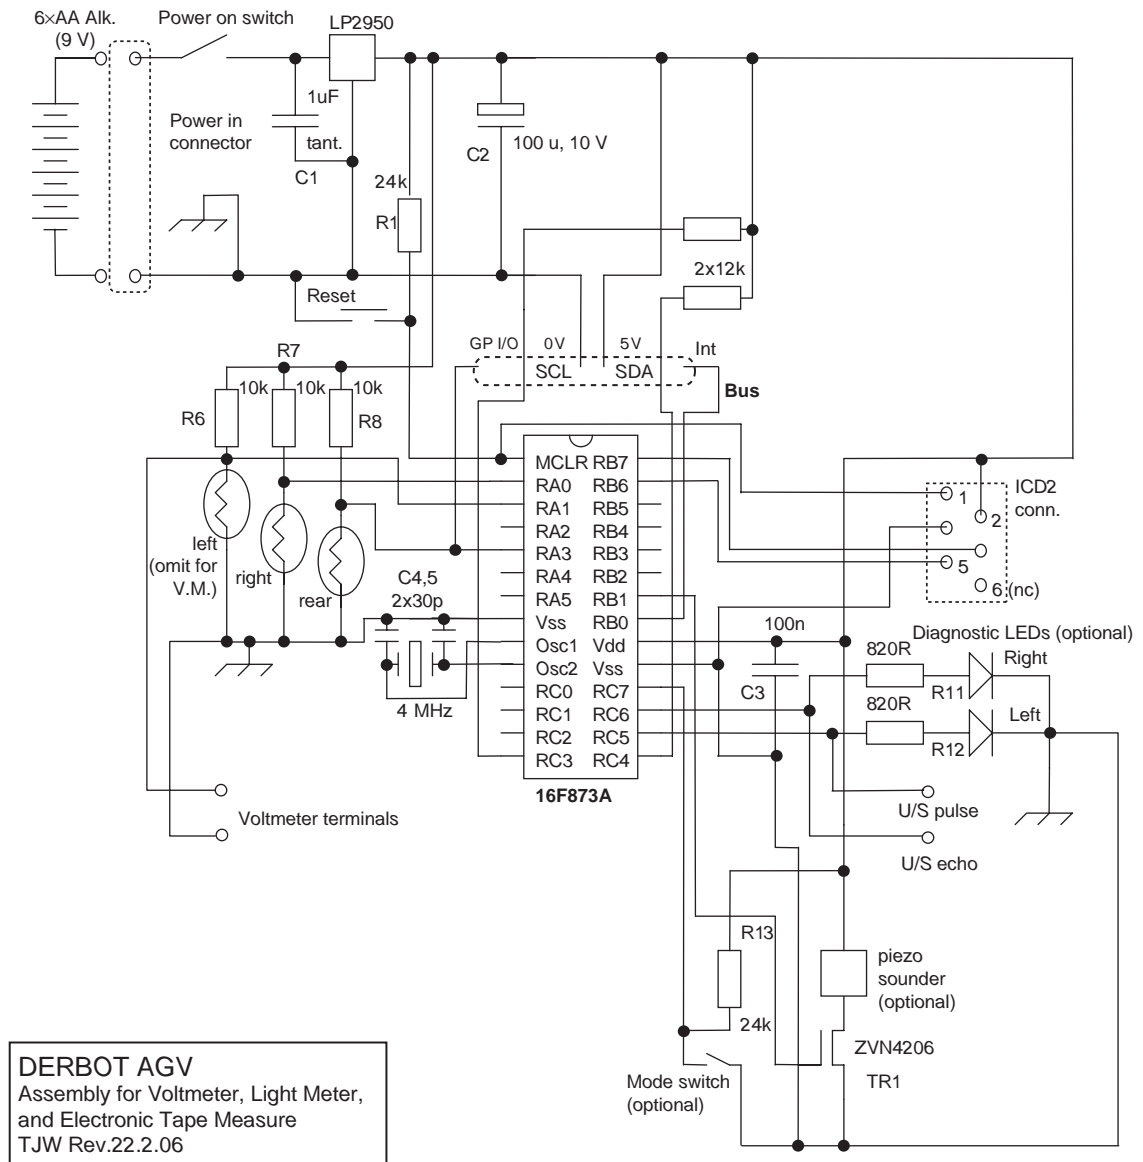 6×AA Alk.
(9 V)
Power on switch
LP2950
1uF
tant.
C1
Power in
connector
100 u, 10 V
C2
24k
R1
2x12k
Reset
GP I/O
0V
5V
Int
SCL
SDA
Bus
R7
10k
10k
10k
R6
R8
MCLR
RA0
RA1
RA2
RA3
RA4
RA5
Vss
Osc1
Osc2
RC0
RC1
RC2
RC3
RB7
RB6
RB5
RB4
RB3
RB2
RB1
RB0
Vdd
Vss
RC7
RC6
RC5
RC4
16F873A
1
2
5
6 (nc)
ICD2
conn.
left
(omit for
V.M.)
right
rear
C4,5
2x30p
4 MHz
100n
C3
Diagnostic LEDs (optional)
820R
Right
R11
820R
Left
R12
U/S pulse
U/S echo
Voltmeter terminals
R13
24k
piezo
sounder
(optional)
ZVN4206
TR1
Mode switch
(optional)
DERBOT AGV
Assembly for Voltmeter, Light Meter,
and Electronic Tape Measure
TJW Rev.22.2.06